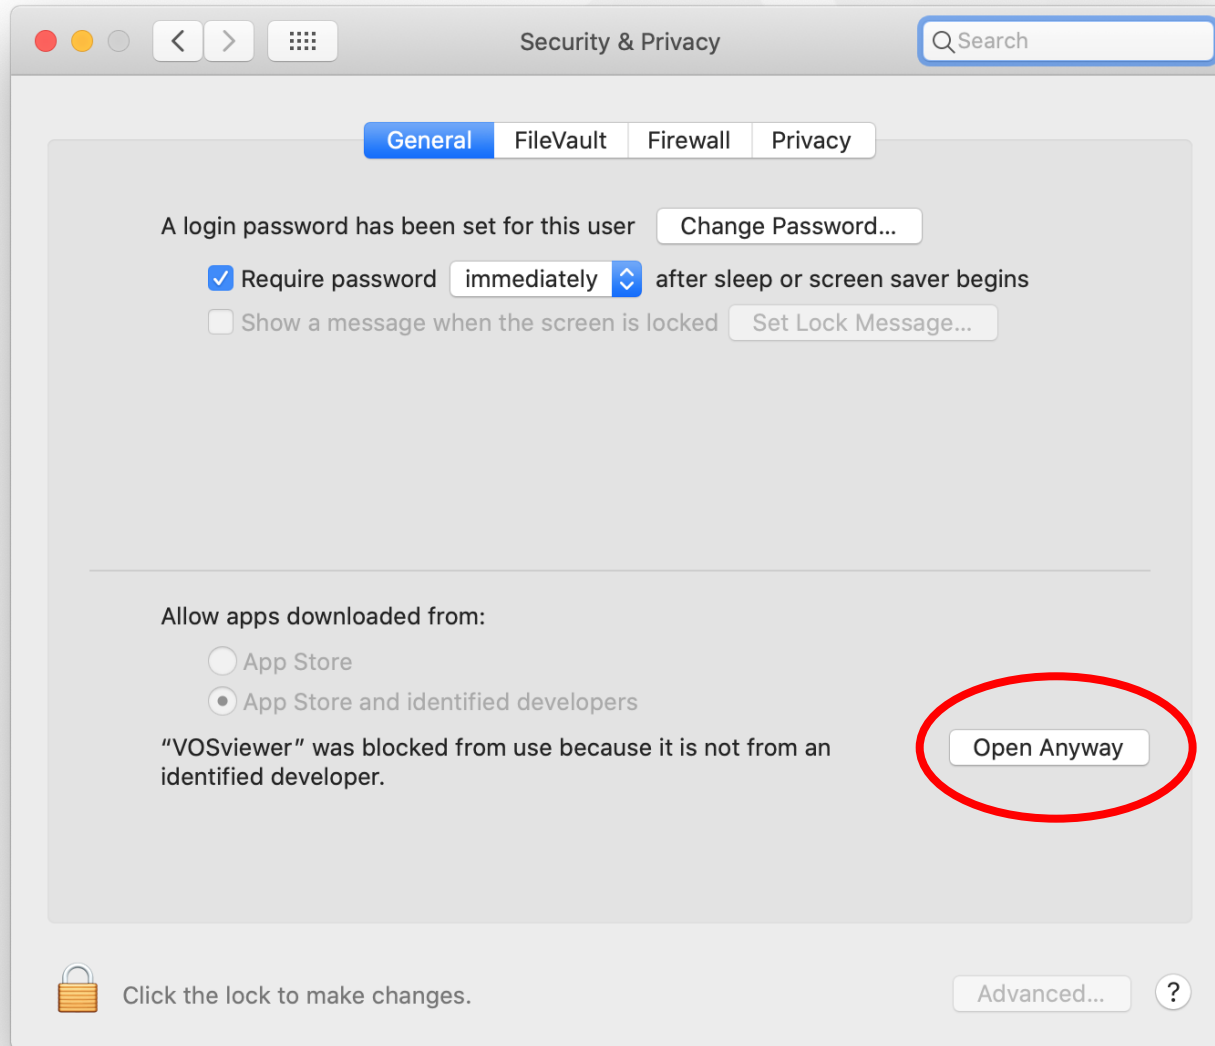 Security & Privacy
Search
General
FileVault
Firewall
Privacy
A login password has been set for this user
Change Password...
Require password
immediately
after sleep or screen saver begins
Show a message when the screen is locked
Set Lock Message...
Allow apps downloaded from:
App Store
App Store and identified developers
“VOSviewer” was blocked from use because it is not from an
identified developer.
Open Anyway
Click the lock to make changes.
Advanced...
?